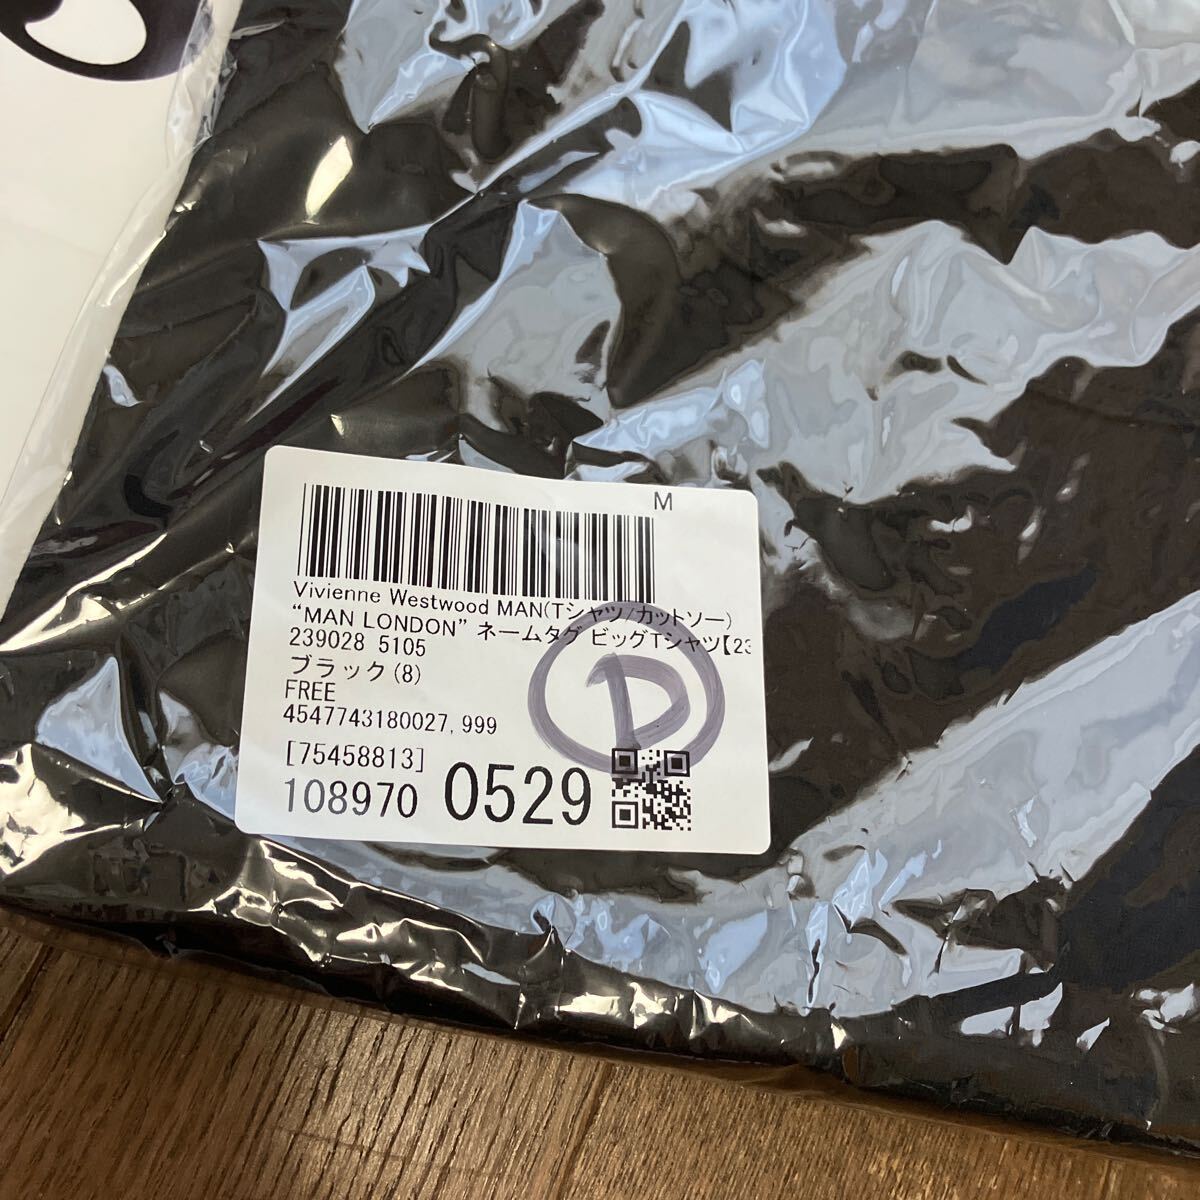 M
Vivienne Westwood MAN(Tシャツ/カットソー)
“MAN LONDON” ネームタグ ビッグTシャツ【23
239028 5105
ブラック(8)
FREE
4547743180027,999
[75458813]
108970 0529
D